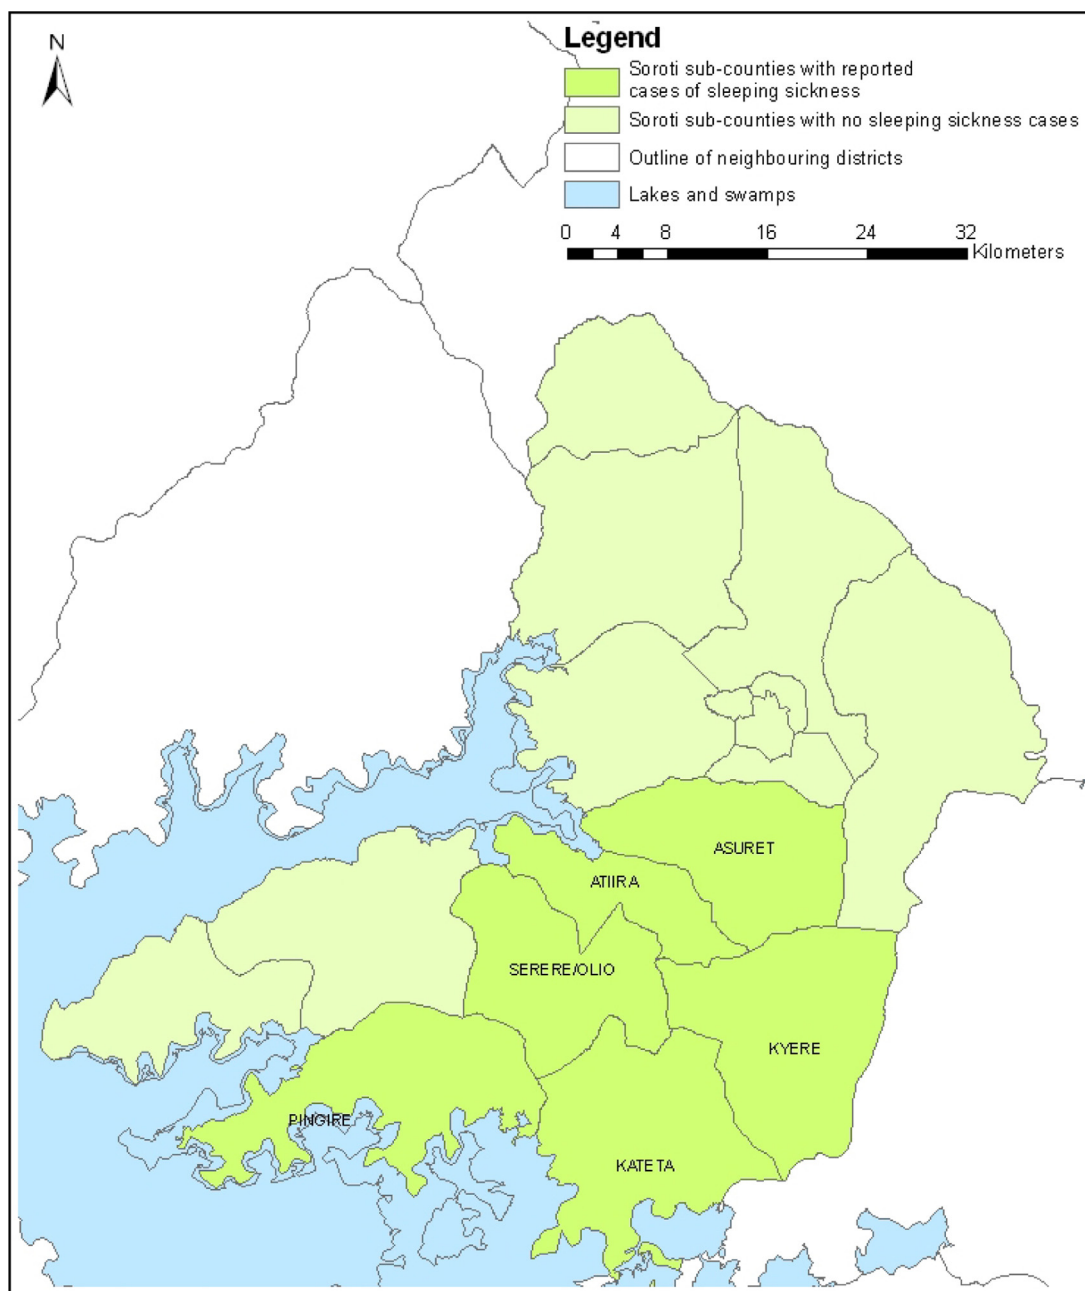 N
Legend
Soroti sub-counties with reported
cases of sleeping sickness
Soroti sub-counties with no sleeping sickness cases
Outline of neighbouring districts
Lakes and swamps
0 4 8 16 24 32
Kilometers
ASURET
ATIIRA
SERERE/OLIO
KYERE
PINGIRE
KATETA